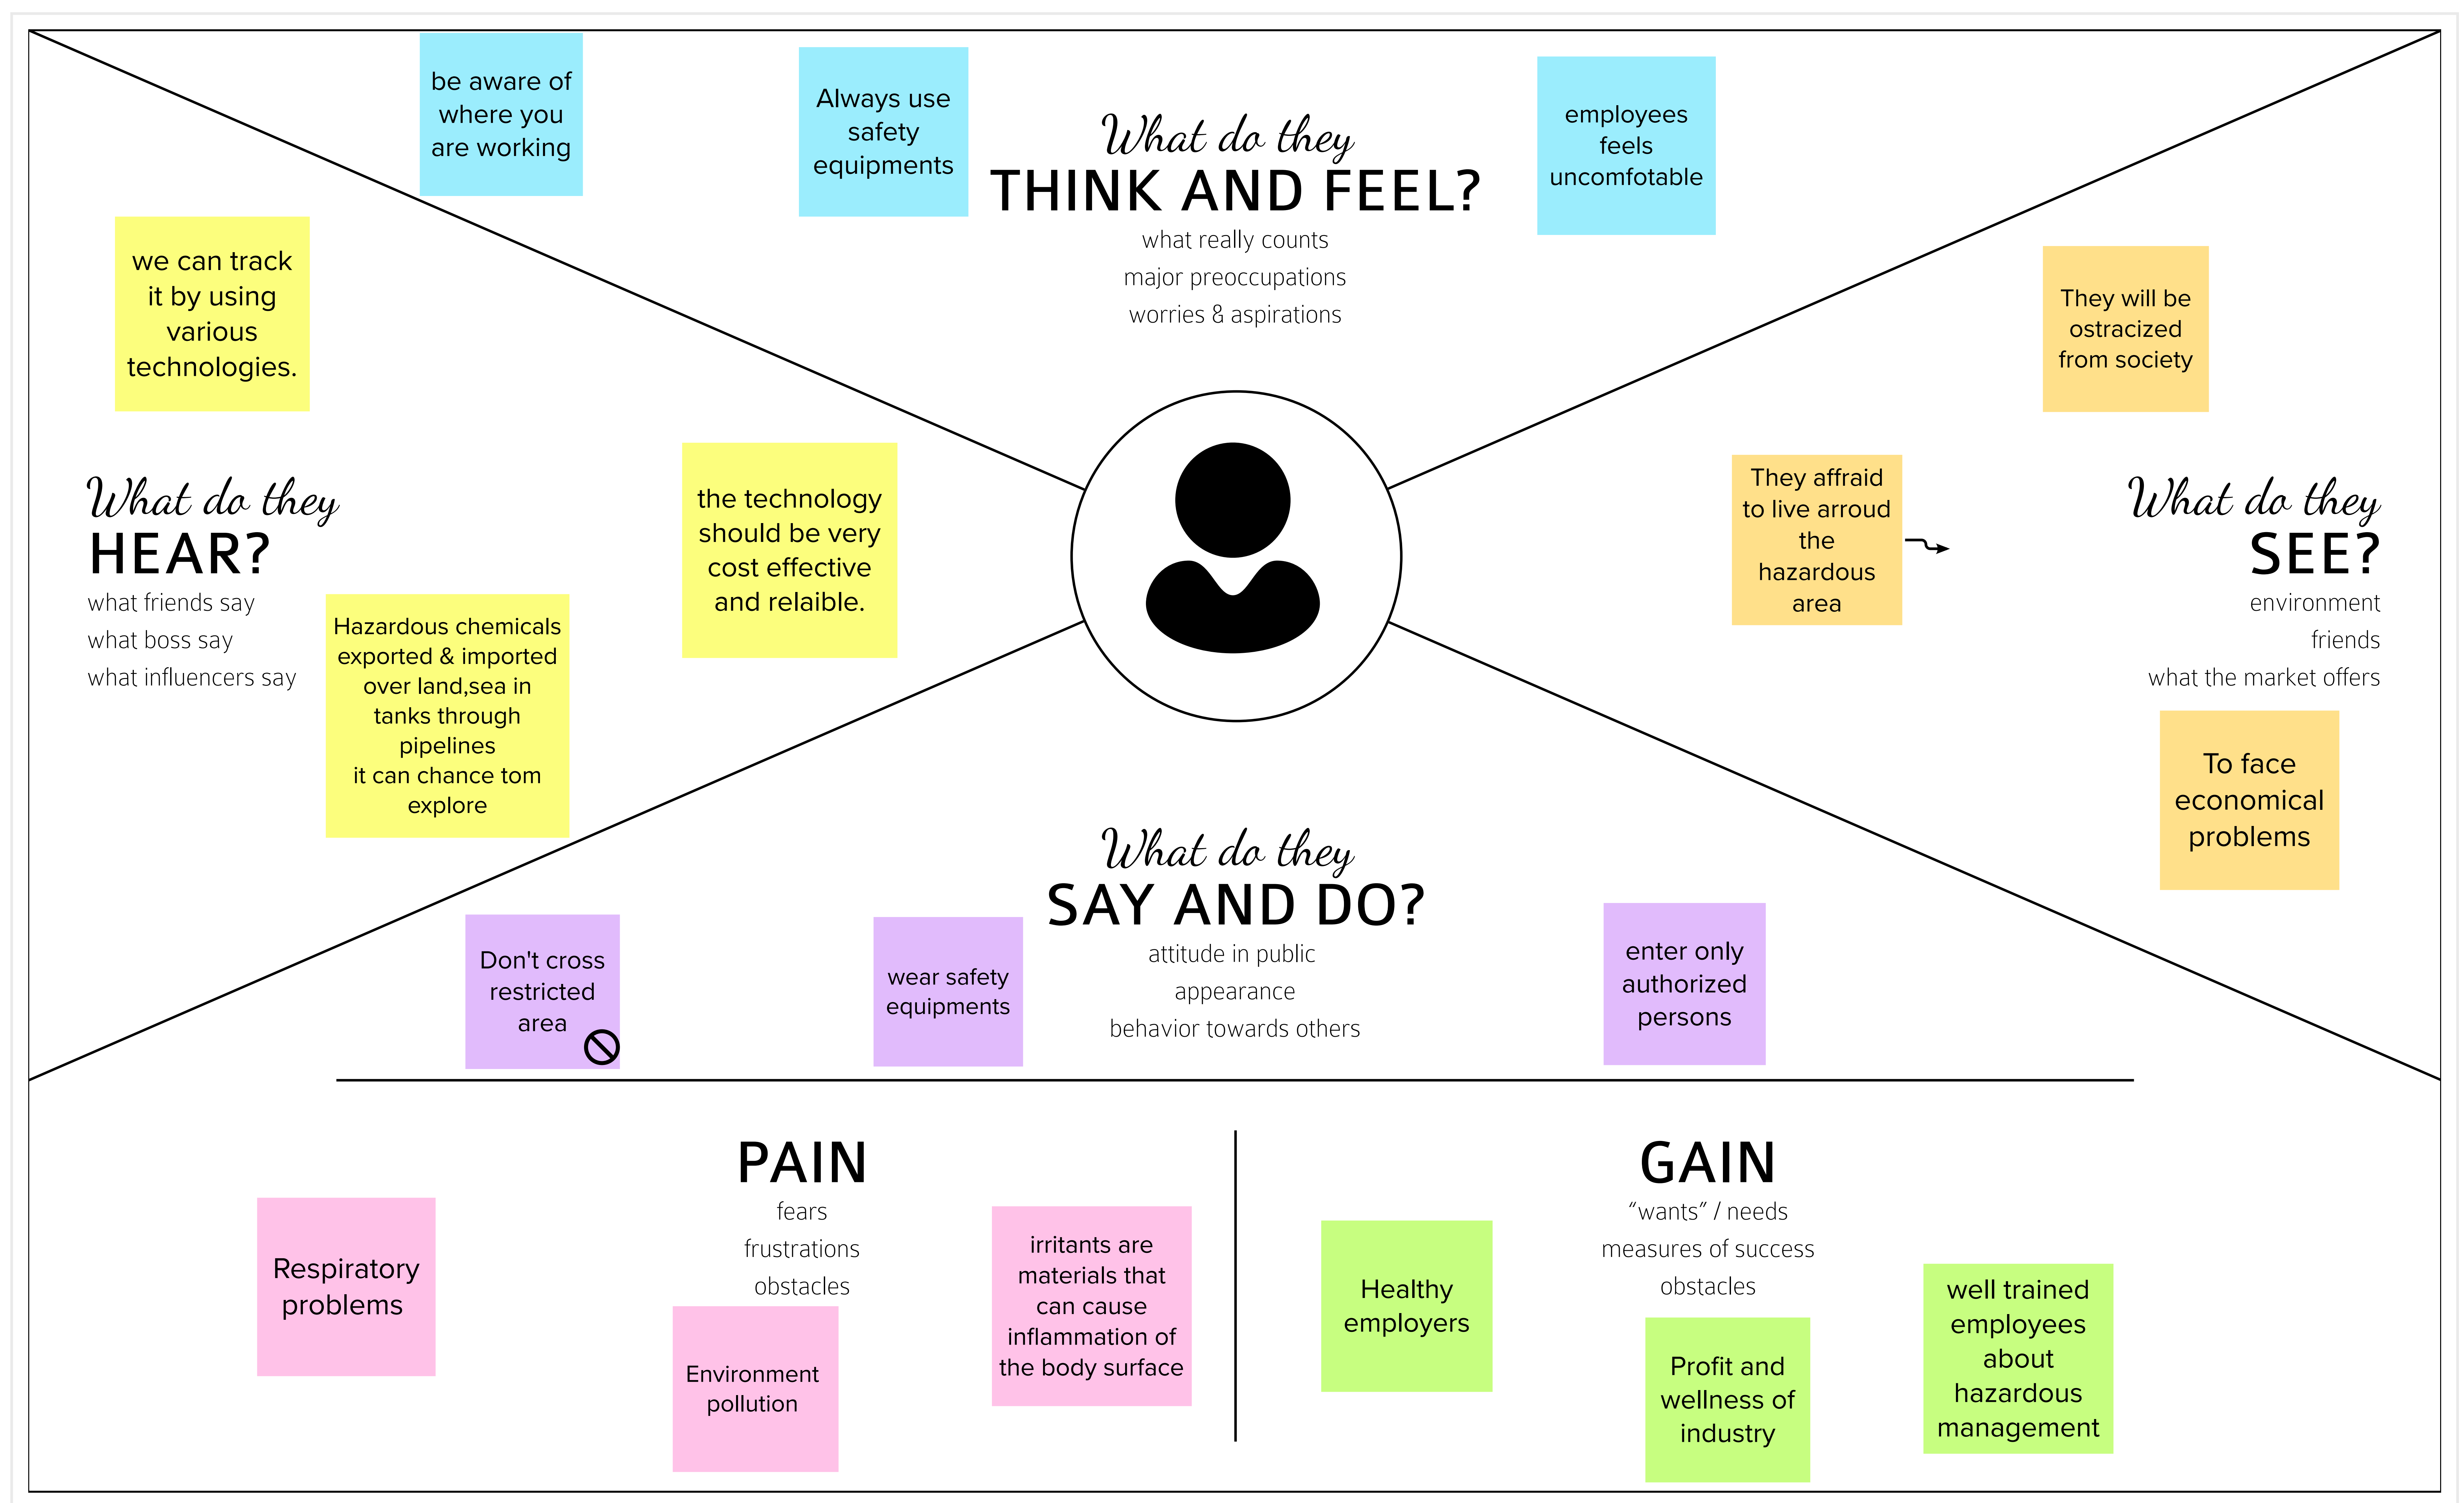 be aware of
where you
are working
Always use
safety
equipments
What do they
THINK AND FEEL?
what really counts
major preoccupations
worries & aspirations
employees
feels
uncomfotable
we can track
it by using
various
technologies.
What do they
HEAR?
what friends say
what boss say
what influencers say
the technology
should be very
cost effective
and relaible.
Hazardous chemicals
exported & imported
over land,sea in
tanks through
pipelines
it can chance tom
explore
They will be
ostracized
from society
They affraid
to live arroud
the
hazardous
area
What do they
SEE?
environment
friends
what the market offers
To face
economical
problems
What do they
SAY AND DO?
attitude in public
appearance
behavior towards others
Don't cross
restricted
area
wear safety
equipments
enter only
authorized
persons
PAIN
fears
frustrations
obstacles
Respiratory
problems
Environment
pollution
irritants are
materials that
can cause
inflammation of
the body surface
GAIN
“wants” / needs
measures of success
obstacles
Healthy
employers
Profit and
wellness of
industry
well trained
employees
about
hazardous
management